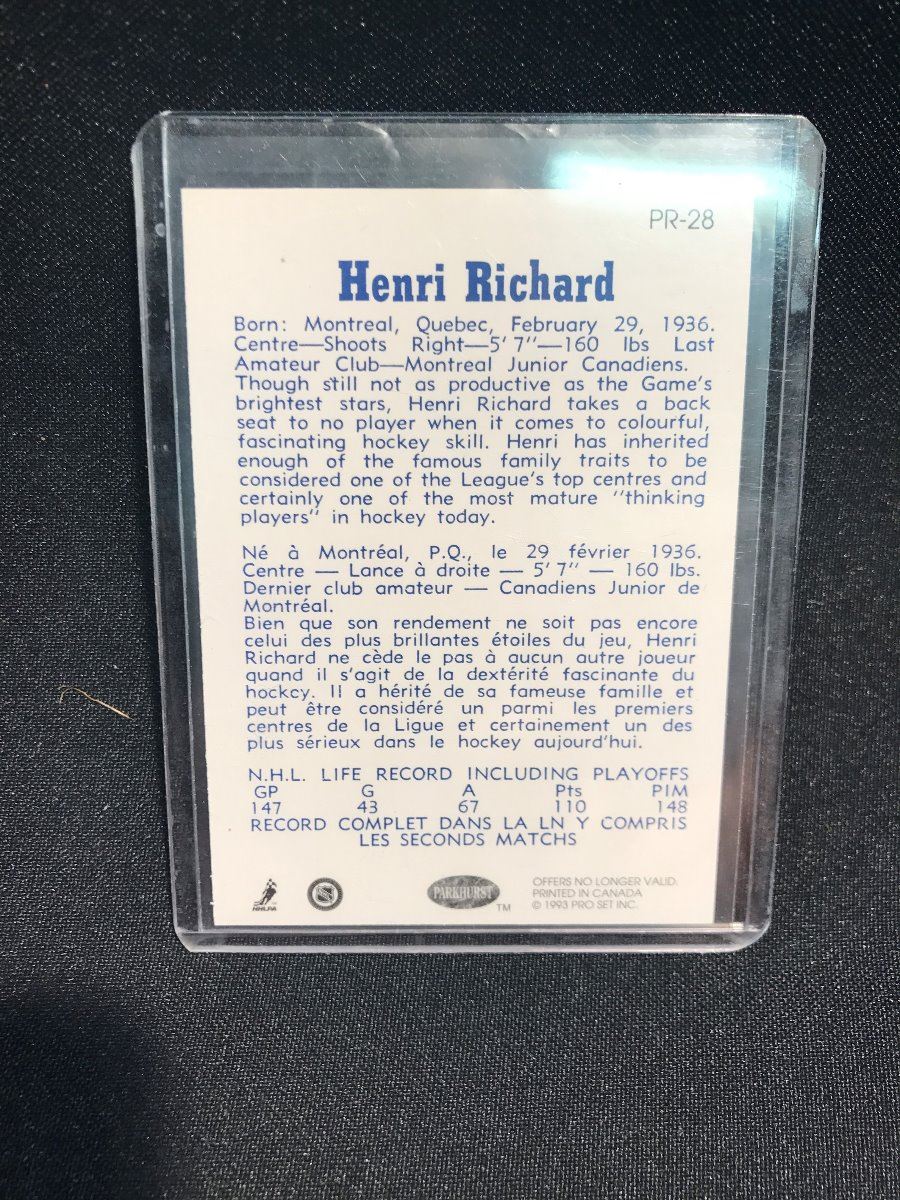 PR-28
Henri Richard
Born: Montreal, Quebec, February 29, 1936.
Centre—Shoots Right—5' 7"—160 lbs Last
Amateur Club—Montreal Junior Canadiens.
Though still not as productive as the Game's
brightest stars, Henri Richard takes a back
seat to no player when it comes to colourful,
fascinating hockey skill. Henri has inherited
enough of the famous family traits to be
considered one of the League's top centres and
certainly one of the most mature "thinking
players" in hockey today.
Né à Montréal, P.Q., le 29 février 1936.
Centre — Lance à droite — 5' 7" — 160 lbs.
Dernier club amateur — Canadiens Junior de
Montréal.
Bien que son rendement ne soit pas encore
celui des plus brillantes étoiles du jeu, Henri
Richard ne cède le pas à aucun autre joueur
quand il s'agit de la dextérité fascinante du
hockey. Il a hérité de sa fameuse famille et
peut être considéré un parmi les premiers
centres de la Ligue et certainement un des
plus sérieux dans le hockey aujourd'hui.
N.H.L. LIFE RECORD INCLUDING PLAYOFFS
GP G A Pts PIM
147 43 67 110 148
RECORD COMPLET DANS LA LN Y COMPRIS
LES SECONDS MATCHS
NHLPA
PARKHURST
TM
OFFERS NO LONGER VALID.
PRINTED IN CANADA
© 1993 PRO SET INC.